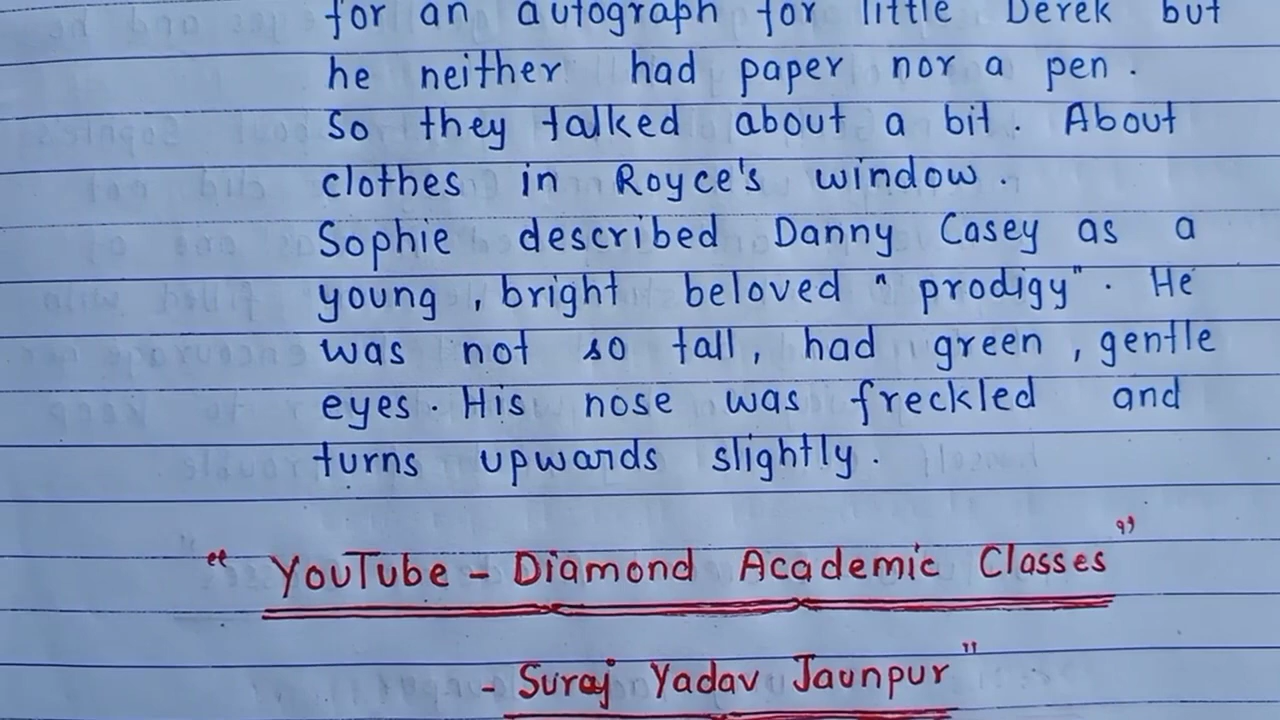 for an autograph for little Derek but
he neither had paper nor a pen.
So they talked about a bit. About
clothes in Royce's window.
Sophie described Danny Casey as a
young, bright beloved "prodigy". He
was not so tall, had green, gentle
eyes. His nose was freckled and
turns upwards slightly.
"YouTube - Diamond Academic Classes"
- Suraj Yadav Jaunpur"